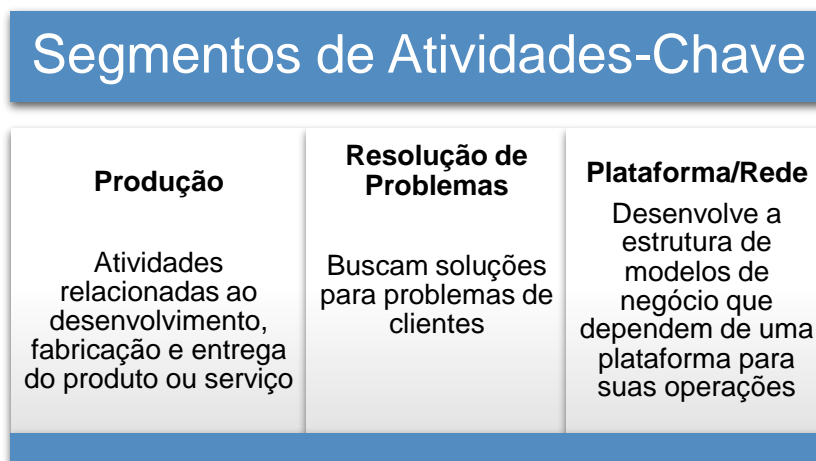 Segmentos de Atividades-Chave
Produção
Atividades
relacionadas ao
desenvolvimento,
fabricação e entrega
do produto ou serviço
Resolução de
Problemas
Buscam soluções
para problemas de
clientes
Plataforma/Rede
Desenvolve a
estrutura de
modelos de
negócio que
dependem de uma
plataforma para
suas operações